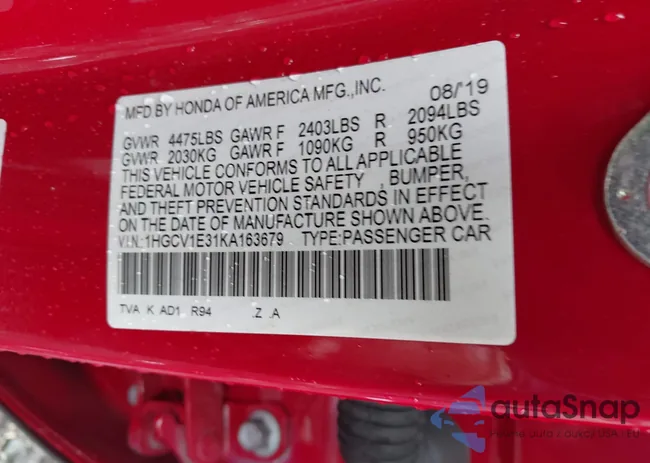 MFD BY HONDA OF AMERICA MFG.,INC. 08/'19
GVWR 4475LBS GAWR F 2403LBS R 2094LBS
GVWR 2030KG GAWR F 1090KG R 950KG
THIS VEHICLE CONFORMS TO ALL APPLICABLE
FEDERAL MOTOR VEHICLE SAFETY , BUMPER,
AND THEFT PREVENTION STANDARDS IN EFFECT
ON THE DATE OF MANUFACTURE SHOWN ABOVE.
V.I.N.:1HGCV1E31KA163679 TYPE:PASSENGER CAR
TVA K AD1 R94 .Z .A
autoSnap